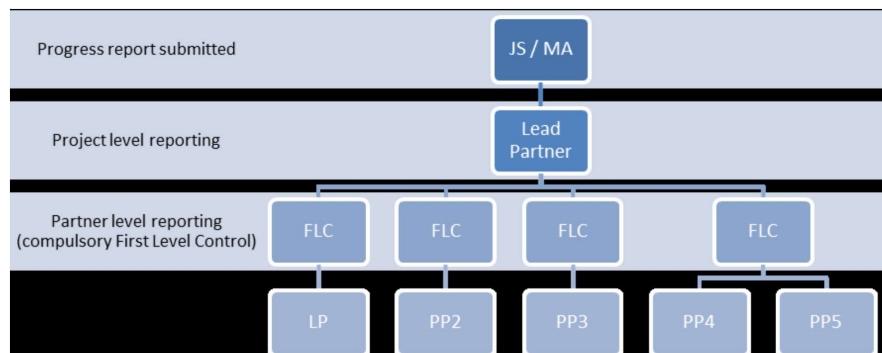 Progress report submitted
JS / MA
Project level reporting
Lead
Partner
Partner level reporting
(compulsory First Level Control)
FLC
FLC
FLC
FLC
LP
PP2
PP3
PP4
PP5